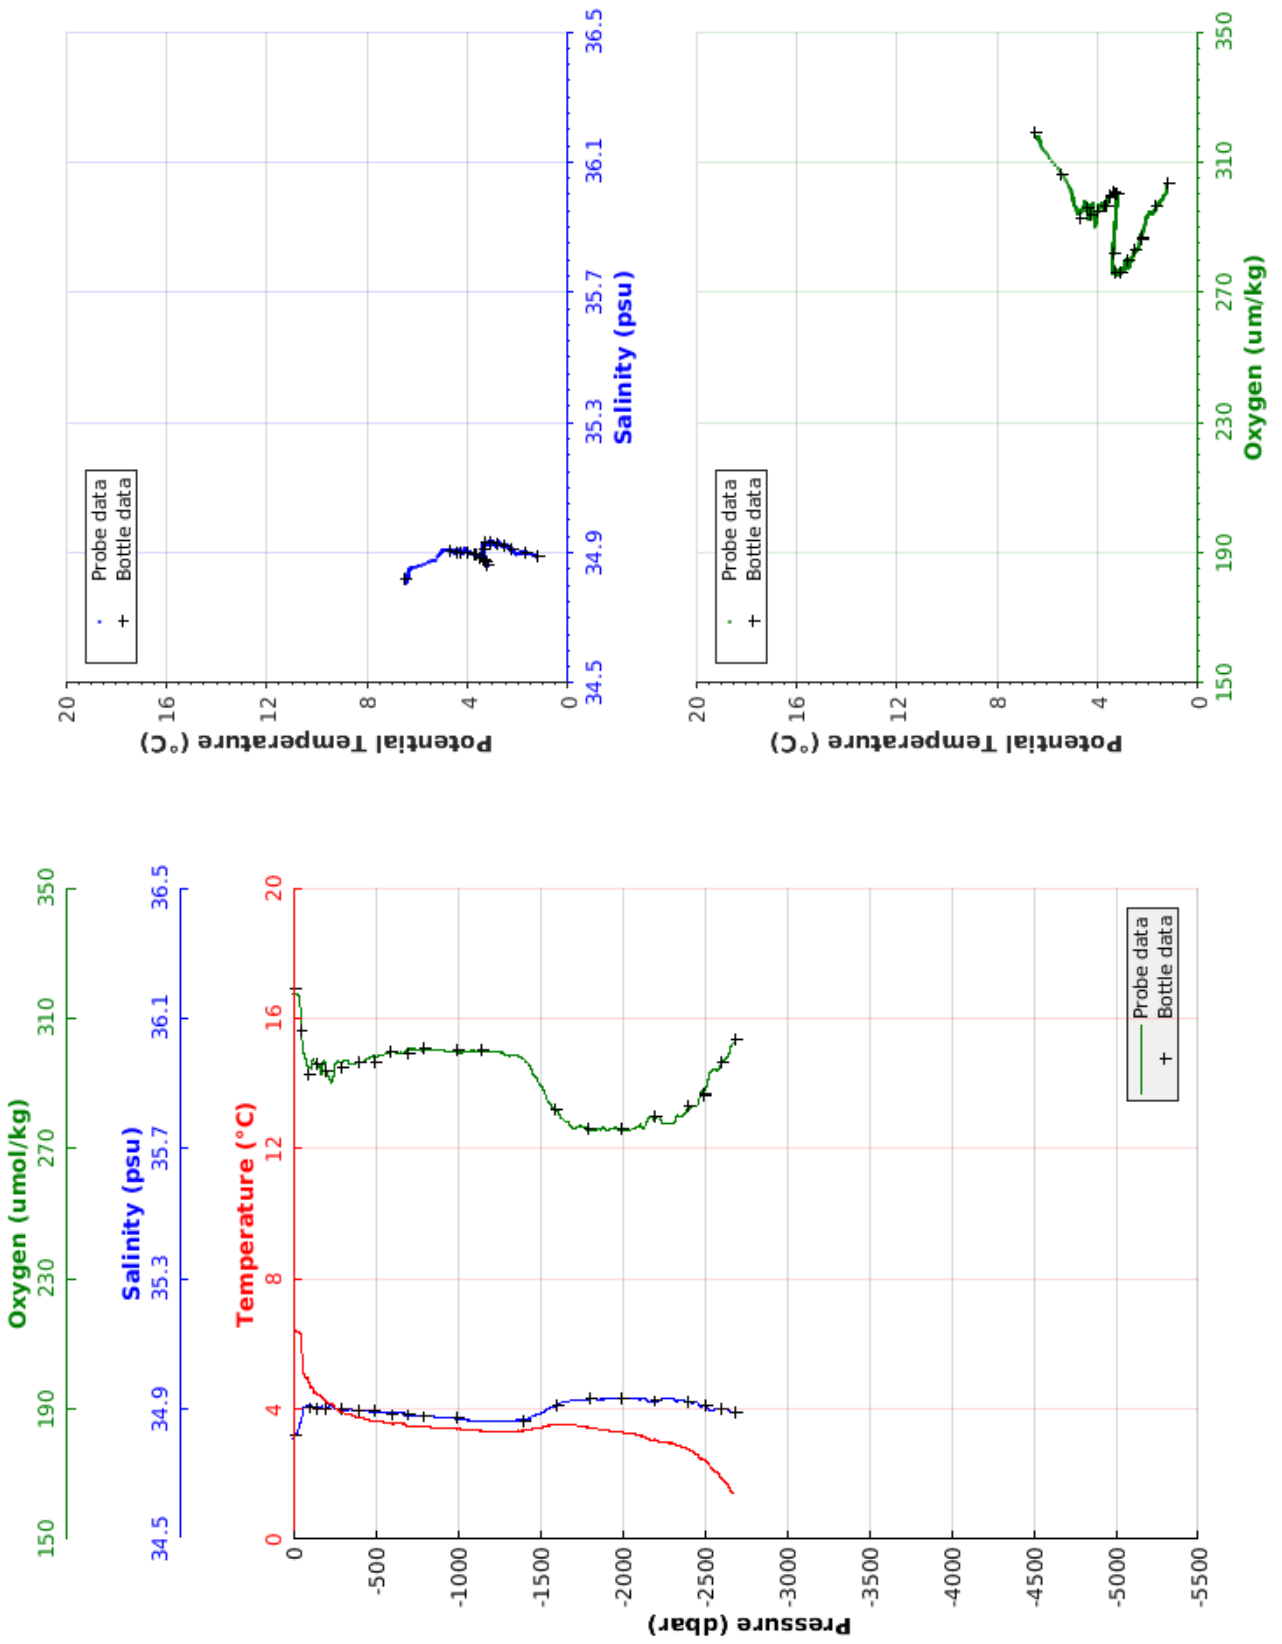 Oxygen (umol/kg)
150 190 230 270 310 350
Salinity (psu)
34.5 34.9 35.3 35.7 36.1 36.5
Temperature (°C)
0 4 8 12 16 20
0
-500
-1000
-1500
-2000
-2500
-3000
-3500
-4000
-4500
-5000
-5500
Pressure (dbar)
Probe data
Bottle data
20
16
12
8
4
0
Potential Temperature (°C)
Probe data
Bottle data
34.5 34.9 35.3 35.7 36.1 36.5
Salinity (psu)
20
16
12
8
4
0
Potential Temperature (°C)
Probe data
Bottle data
150 190 230 270 310 350
Oxygen (um/kg)